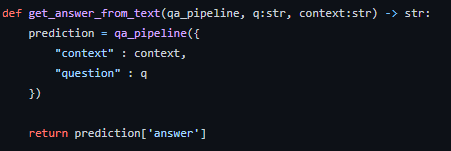 def get_answer_from_text(qa_pipeline, q:str, context:str) -> str:
    prediction = qa_pipeline({
        "context" : context,
        "question" : q
    })

    return prediction['answer']